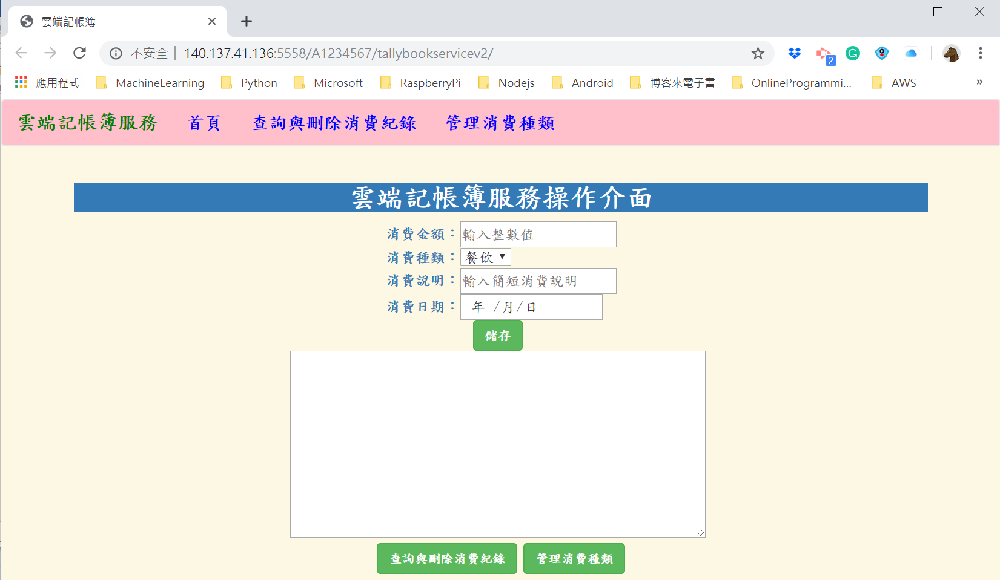 雲端記帳簿
不安全 140.137.41.136:5558/A1234567/tallybookservicev2/
2
應用程式 MachineLearning Python Microsoft RaspberryPi Nodejs Android 博客來電子書 OnlineProgrammi... AWS »
雲端記帳簿服務 首頁 查詢與刪除消費紀錄 管理消費種類
雲端記帳簿服務操作介面
消費金額：輸入整數值
消費種類：餐飲
消費說明：輸入簡短消費說明
消費日期：年 /月/日
儲存
查詢與刪除消費紀錄 管理消費種類